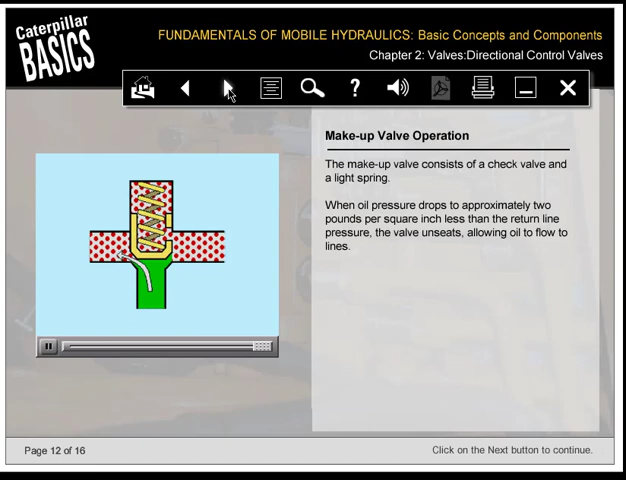 Caterpillar
BASICS
FUNDAMENTALS OF MOBILE HYDRAULICS: Basic Concepts and Components
Chapter 2: Valves:Directional Control Valves
?
Make-up Valve Operation
The make-up valve consists of a check valve and
a light spring.
When oil pressure drops to approximately two
pounds per square inch less than the return line
pressure, the valve unseats, allowing oil to flow to
lines.
Page 12 of 16
Click on the Next button to continue.